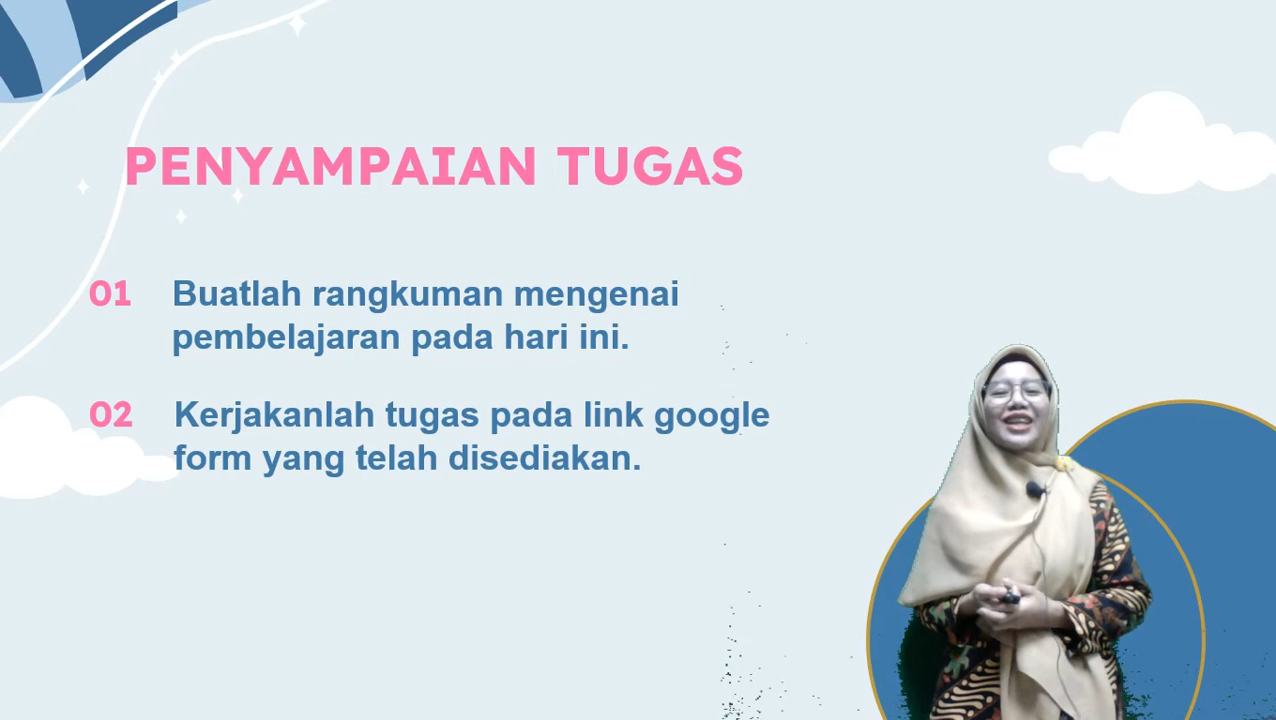 PENYAMPAIAN TUGAS
01 Buatlah rangkuman mengenai
pembelajaran pada hari ini.
02 Kerjakanlah tugas pada link google
form yang telah disediakan.